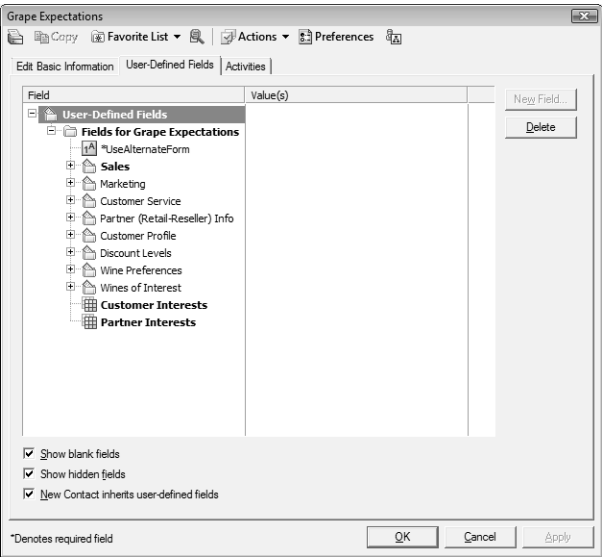 Grape Expectations
Copy Favorite List Actions Preferences
Edit Basic Information User-Defined Fields Activities
Field Value(s)
New Field...
User-Defined Fields
Delete
Fields for Grape Expectations
*UseAlternateForm
Sales
Marketing
Customer Service
Partner (Retail-Reseller) Info
Customer Profile
Discount Levels
Wine Preferences
Wines of Interest
Customer Interests
Partner Interests
Show blank fields
Show hidden fields
New Contact inherits user-defined fields
*Denotes required field OK Cancel Apply